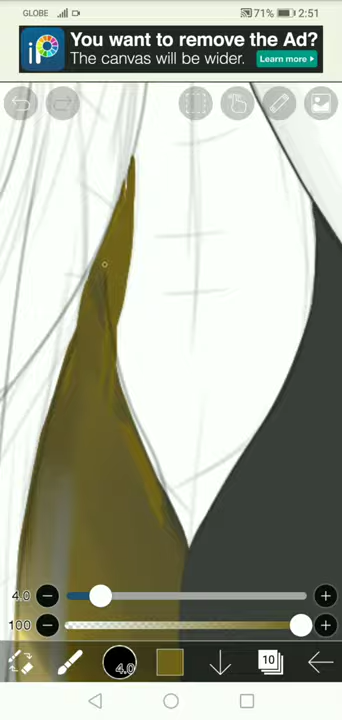 GLOBE 71% 2:51
iP You want to remove the Ad?
The canvas will be wider. Learn more
4.0
100
4.0 10